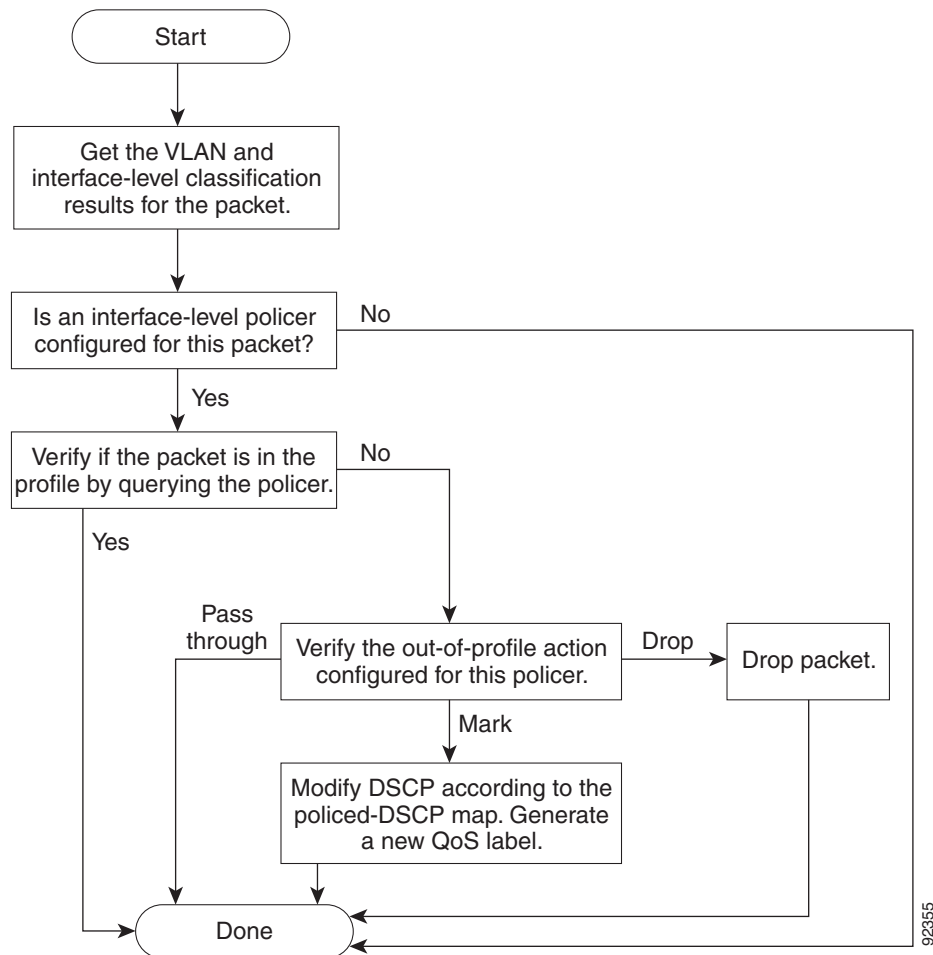 Start
Get the VLAN and
interface-level classification
results for the packet.
Is an interface-level policer
configured for this packet?
No
Yes
Verify if the packet is in the
profile by querying the policer.
No
Yes
Pass
through
Verify the out-of-profile action
configured for this policer.
Drop
Drop packet.
Mark
Modify DSCP according to the
policed-DSCP map. Generate
a new QoS label.
Done
92355